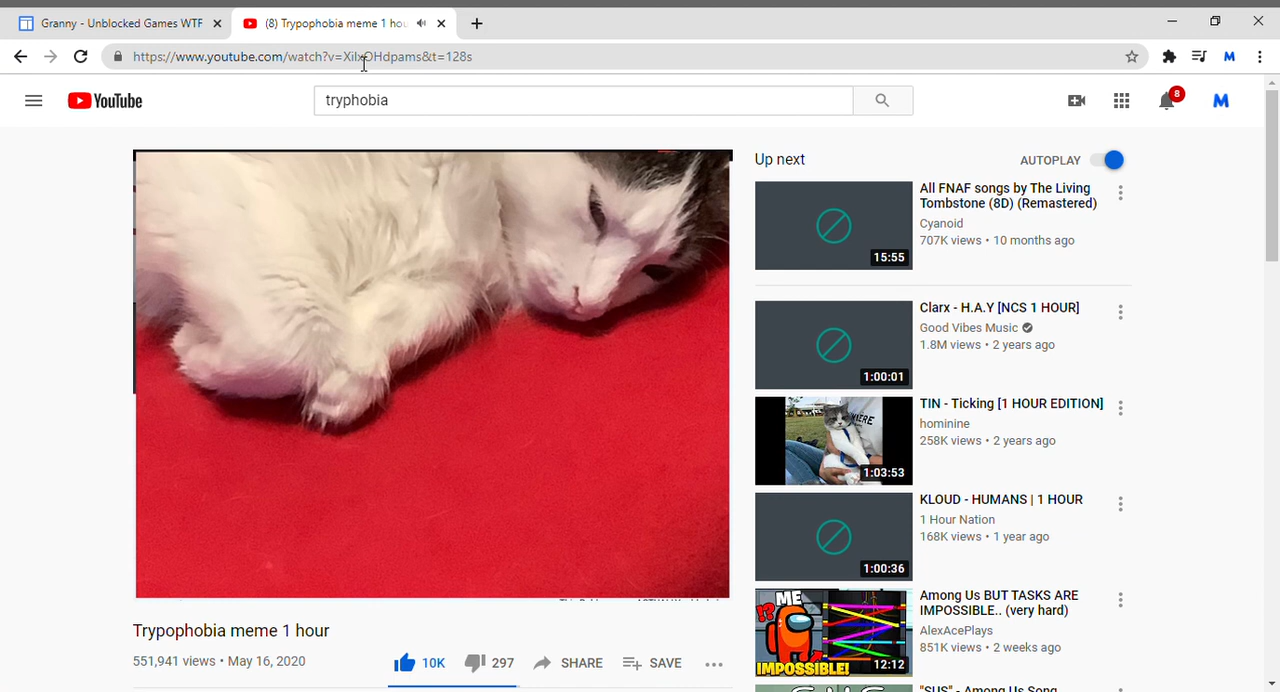 Granny - Unblocked Games WTF
(8) Trypophobia meme 1 hou
https://www.youtube.com/watch?v=XilxOHdpams&t=128s
M
YouTube
tryphobia
8
M
Up next
AUTOPLAY
All FNAF songs by The Living
Tombstone (8D) (Remastered)
Cyanoid
707K views • 10 months ago
15:55
Clarx - H.A.Y [NCS 1 HOUR]
Good Vibes Music
1.8M views • 2 years ago
1:00:01
TIN - Ticking [1 HOUR EDITION]
hominine
258K views • 2 years ago
1:03:53
KLOUD - HUMANS | 1 HOUR
1 Hour Nation
168K views • 1 year ago
1:00:36
Among Us BUT TASKS ARE
IMPOSSIBLE.. (very hard)
AlexAcePlays
851K views • 2 weeks ago
!? ME
IMPOSSIBLE!
12:12
"SUS" - Among Us Song
Trypophobia meme 1 hour
551,941 views • May 16, 2020
10K
297
SHARE
SAVE